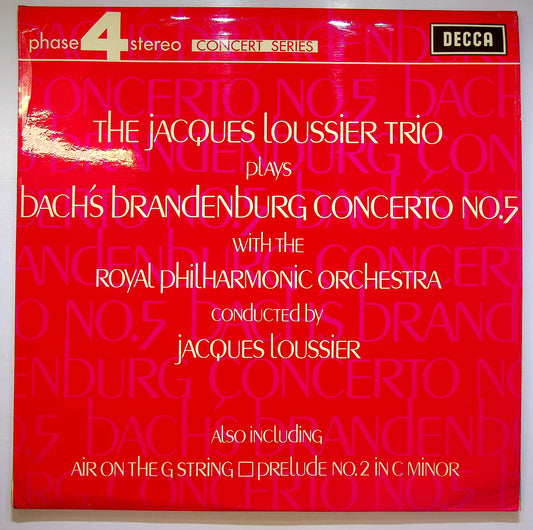 phase 4 stereo CONCERT SERIES
DECCA
THE JACQUES LOUSSIER TRIO
plays
BACH'S BRANDENBURG CONCERTO NO.5
WITH THE
ROYAL PHILHARMONIC ORCHESTRA
CONDUCTED by
JACQUES LOUSSIER
ALSO INCLUDING
AIR ON THE G STRING □ PRELUDE NO.2 IN C MINOR